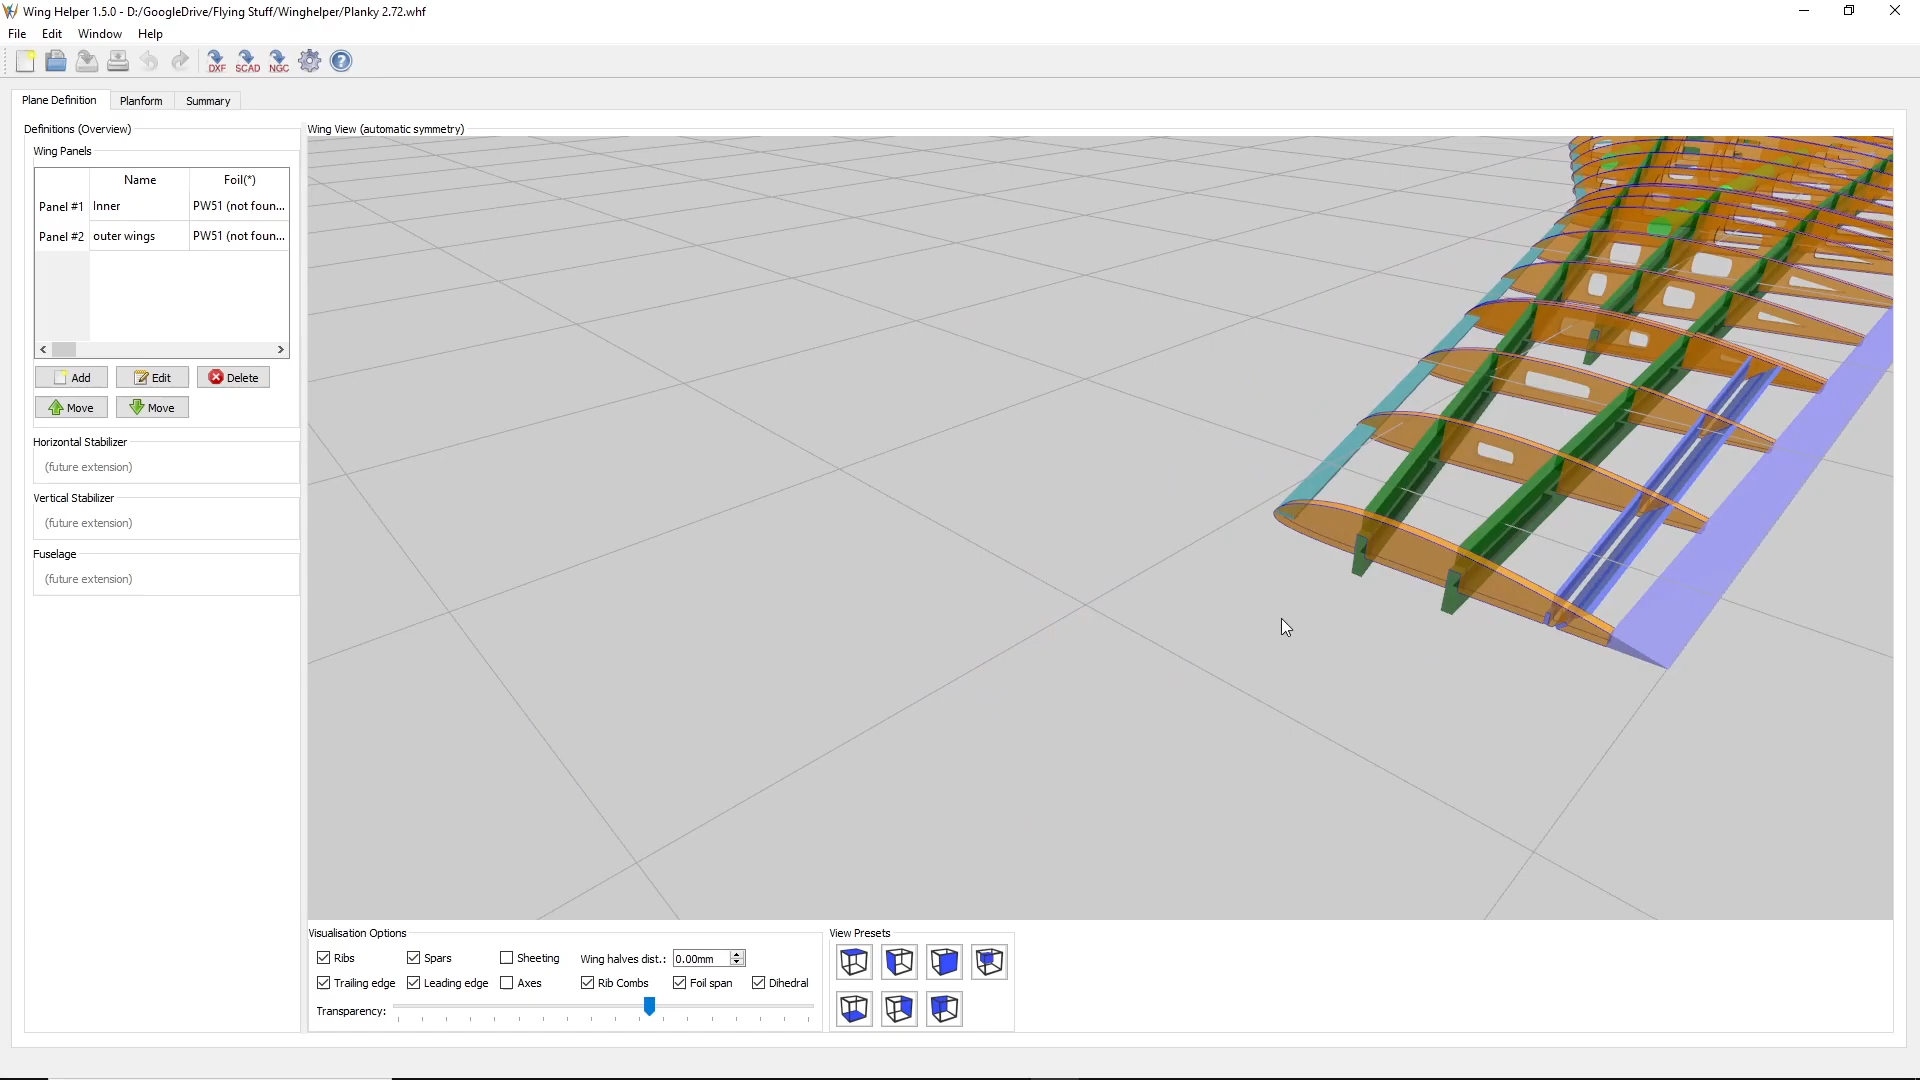 Wing Helper 1.5.0 - D:/GoogleDrive/Flying Stuff/Winghelper/Planky 2.72.whf
File Edit Window Help
DXF SCAD NGC ?
Plane Definition Planform Summary
Definitions (Overview)
Wing View (automatic symmetry)
Wing Panels
Name Foil(*)
Panel #1 Inner PW51 (not foun...
Panel #2 outer wings PW51 (not foun...
Add Edit Delete
Move Move
Horizontal Stabilizer
(future extension)
Vertical Stabilizer
(future extension)
Fuselage
(future extension)
Visualisation Options
Ribs Spars Sheeting Wing halves dist.: 0.00mm
Trailing edge Leading edge Axes Rib Combs Foil span Dihedral
Transparency:
View Presets